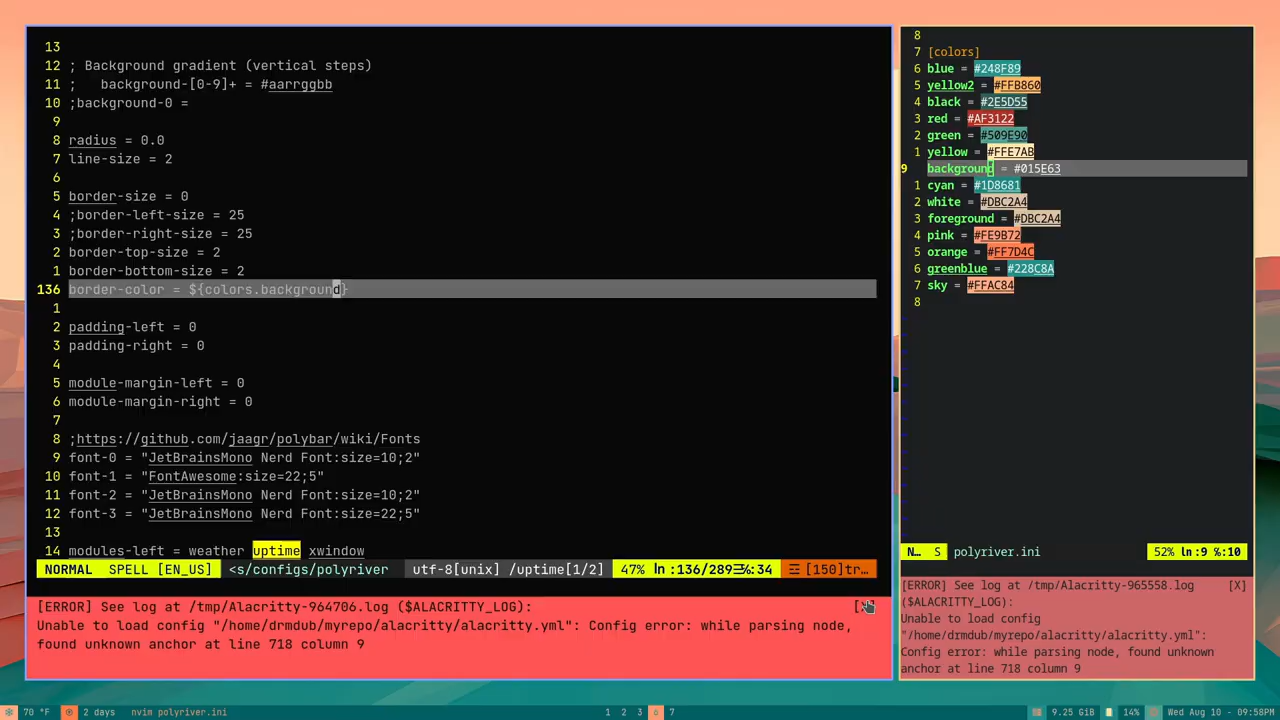 13
12 ; Background gradient (vertical steps)
11 ;   background-[0-9]+ = #aarrggbb
10 ;background-0 =
9
8 radius = 0.0
7 line-size = 2
6
5 border-size = 0
4 ;border-left-size = 25
3 ;border-right-size = 25
2 border-top-size = 2
1 border-bottom-size = 2
136 border-color = ${colors.background}
1
2 padding-left = 0
3 padding-right = 0
4
5 module-margin-left = 0
6 module-margin-right = 0
7
8 ;https://github.com/jaagr/polybar/wiki/Fonts
9 font-0 = "JetBrainsMono Nerd Font:size=10;2"
10 font-1 = "FontAwesome:size=22;5"
11 font-2 = "JetBrainsMono Nerd Font:size=10;2"
12 font-3 = "JetBrainsMono Nerd Font:size=22;5"
13
14 modules-left = weather uptime xwindow
NORMAL SPELL [EN_US] <s/configs/polyriver utf-8[unix] /uptime[1/2] 47% ln :136/289 %:34 [150]tr…
[ERROR] See log at /tmp/Alacritty-964706.log ($ALACRITTY_LOG):
Unable to load config "/home/drmdub/myrepo/alacritty/alacritty.yml": Config error: while parsing node,
found unknown anchor at line 718 column 9
8
7 [colors]
6 blue = #248F89
5 yellow2 = #FFB860
4 black = #2E5D55
3 red = #AF3122
2 green = #509E90
1 yellow = #FFE7AB
9 background = #015E63
1 cyan = #1D8681
2 white = #DBC2A4
3 foreground = #DBC2A4
4 pink = #FE9B72
5 orange = #FF7D4C
6 greenblue = #228C8A
7 sky = #FFAC84
8
N… S polyriver.ini 52% ln:9 %:10
[ERROR] See log at /tmp/Alacritty-965558.log [X]
($ALACRITTY_LOG):
Unable to load config
"/home/drmdub/myrepo/alacritty/alacritty.yml":
Config error: while parsing node, found unknown
anchor at line 718 column 9
70 °F 2 days nvim polyriver.ini 1 2 3 7 9.25 GiB 14% Wed Aug 10 - 09:58PM